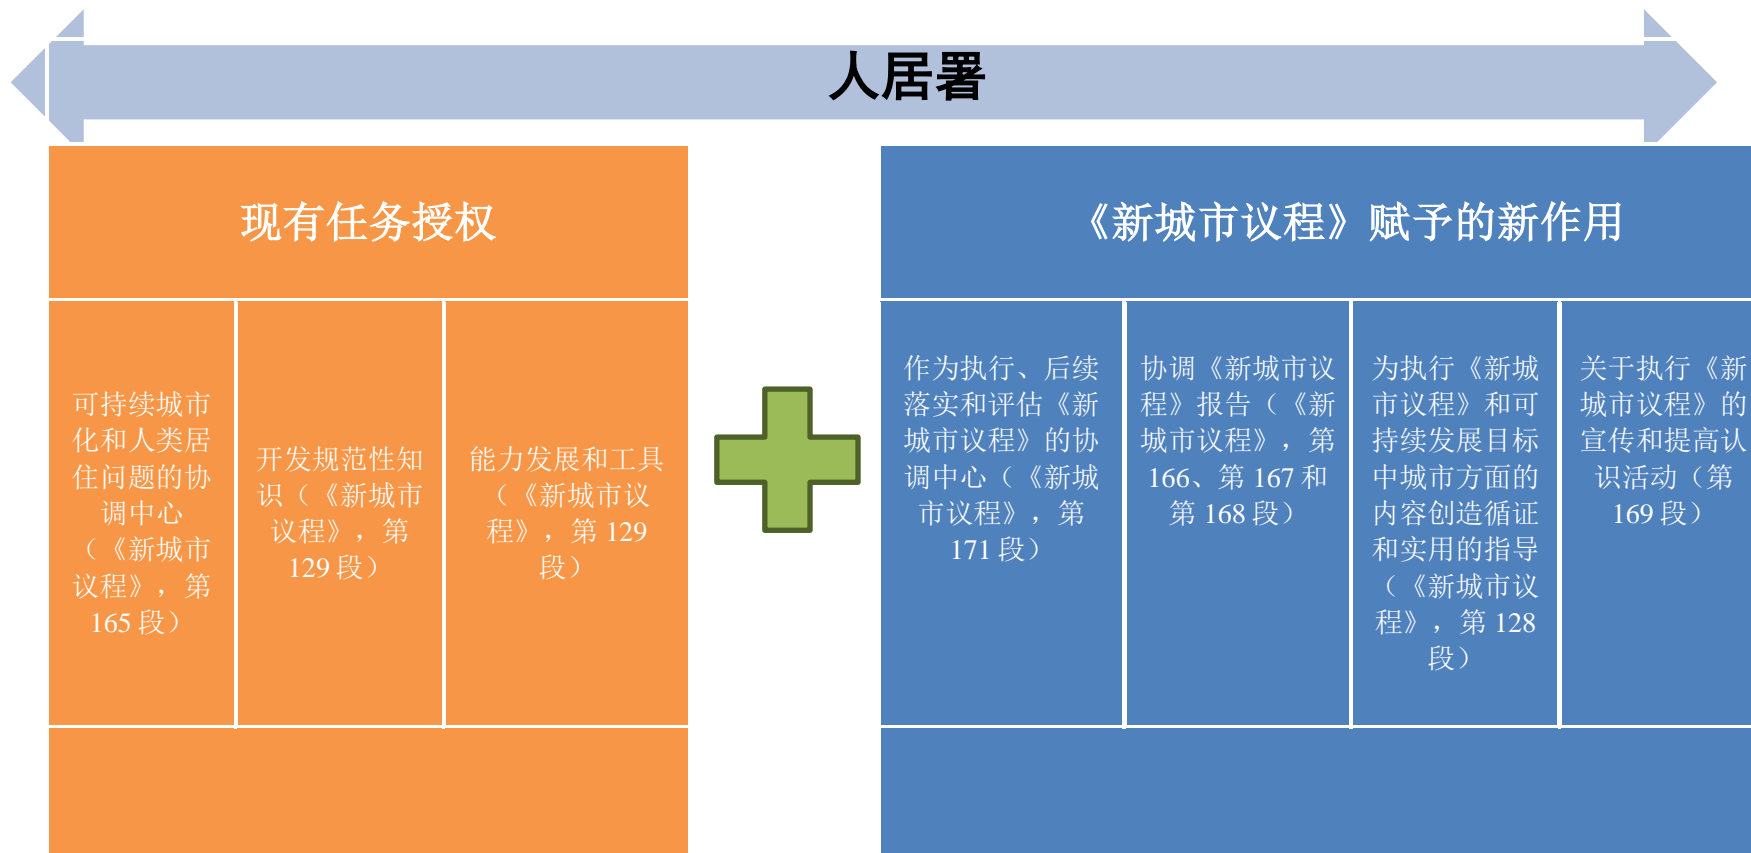 人居署
现有任务授权
可持续城市
化和人类居
住问题的协
调中心
（《新城市
议程》，第
165 段）
开发规范性知
识（《新城市
议程》，第
129 段）
能力发展和工具
（《新城市议
程》，第 129
段）
《新城市议程》赋予的新作用
作为执行、后续
落实和评估《新
城市议程》的协
调中心（《新城
市议程》，第
171 段）
协调《新城市议
程》报告（《新
城市议程》，第
166、第 167 和
第 168 段）
为执行《新城
市议程》和可
持续发展目标
中城市方面的
内容创造循证
和实用的指导
（《新城市议
程》，第 128
段）
关于执行《新
城市议程》的
宣传和提高认
识活动（第
169 段）